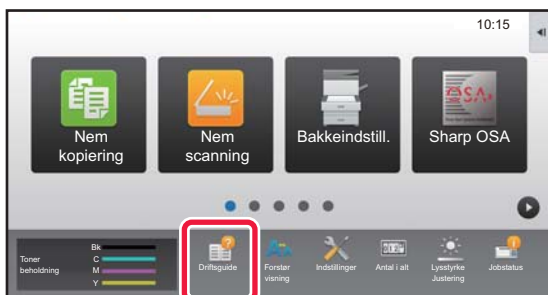 10:15
Nem
kopiering
Nem
scanning
Bakkeindstill.
Sharp OSA
Toner
beholdning
Bk
C
M
Y
Driftsguide
Forstør
visning
Indstillinger
Antal i alt
Lysstyrke
Justering
Jobstatus